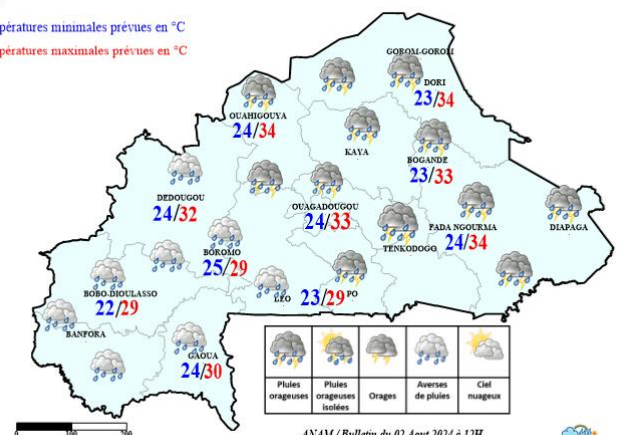 pératures minimales prévues en °C
pératures maximales prévues en °C
GOROM-GOROM
DORI
23/34
OUAHIGOUYA
24/34
KAYA
BOGANDE
23/33
DEDOUGOU
24/32
OUAGADOUGOU
24/33
FADA NGOURMA
24/34
DIAPAGA
TENKODOGO
BOROMO
25/29
BOBO-DIOULASSO
22/29
LEO
23/29 PO
BANFORA
GAOUA
24/30
Pluies orageuses
Pluies orageuses isolées
Orages
Averses de pluies
Ciel nuageux
0 100 200
ANAM / Bulletin du 02 Aout 2024 à 12H